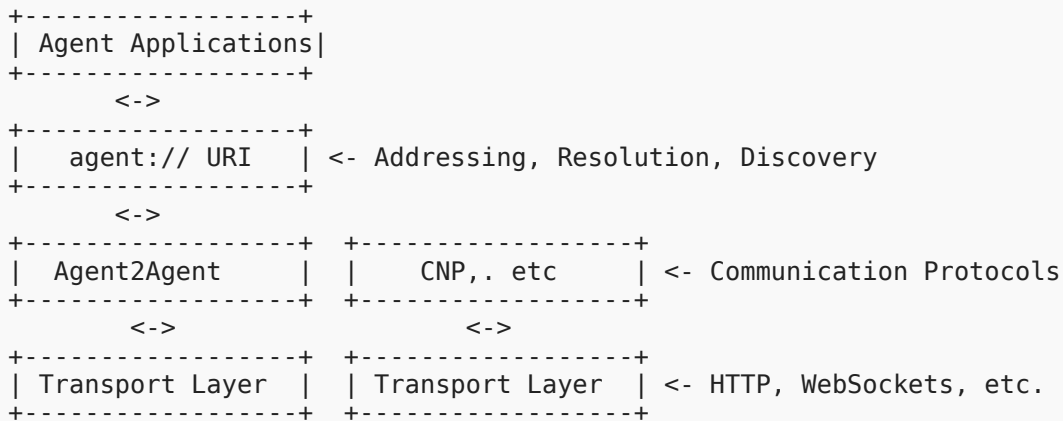 +------------------+
| Agent Applications|
+------------------+
<->
+------------------+
| agent:// URI | <- Addressing, Resolution, Discovery
+------------------+
<->
+------------------+ +------------------+
| Agent2Agent | | CNP,. etc | <- Communication Protocols
+------------------+ +------------------+
<-> <->
+------------------+ +------------------+
| Transport Layer | | Transport Layer | <- HTTP, WebSockets, etc.
+------------------+ +------------------+